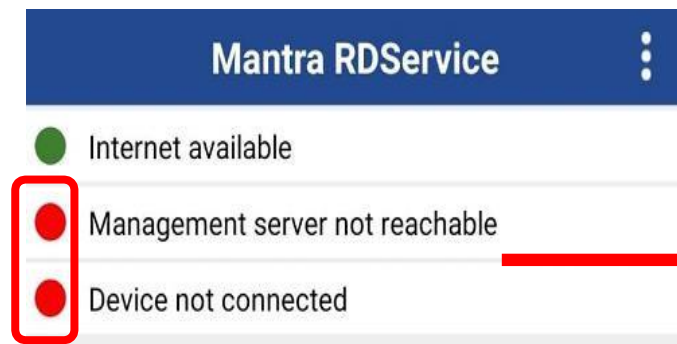 Mantra RDService
Internet available
Management server not reachable
Device not connected